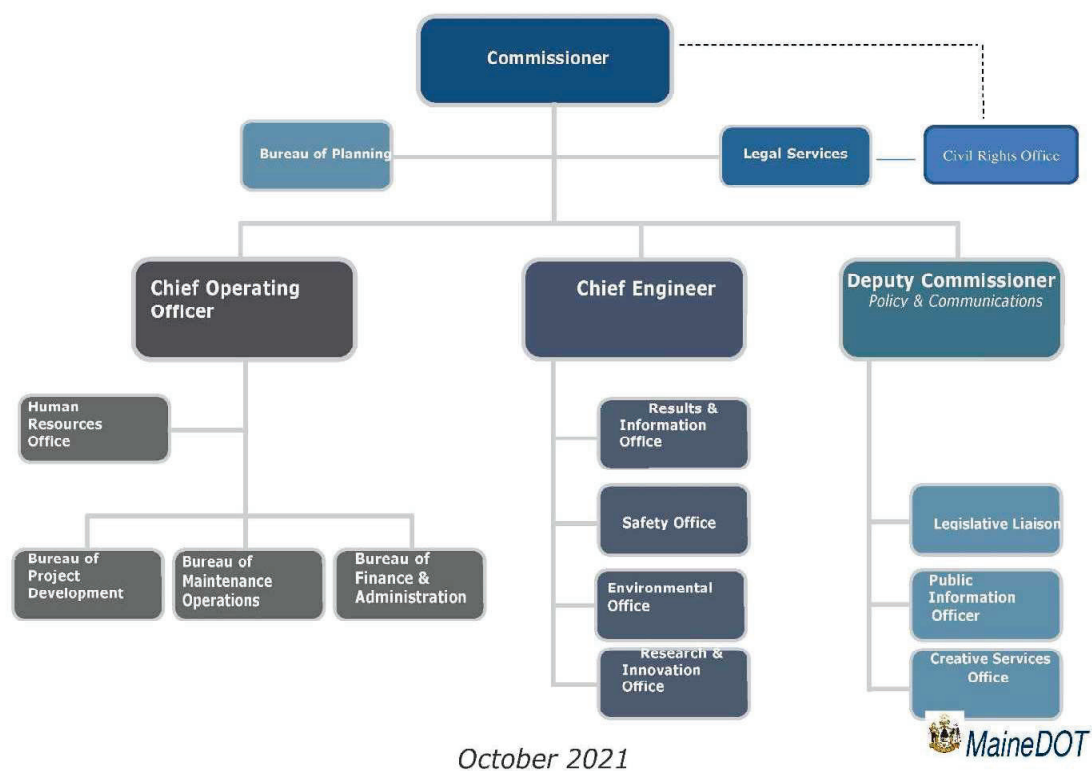 Commissioner
Bureau of Planning
Legal Services
Civil Rights Office
Chief Operating
Officer
Chief Engineer
Deputy Commissioner
Policy & Communications
Human
Resources
Office
Bureau of
Project
Development
Bureau of
Maintenance
Operations
Bureau of
Finance &
Administration
Results &
Information
Office
Safety Office
Environmental
Office
Research &
Innovation
Office
Legislative Liaison
Public
Information
Officer
Creative Services
Office
MaineDOT
October 2021